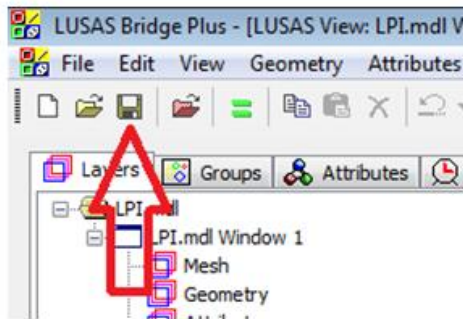 LUSAS Bridge Plus - [LUSAS View: LPI.mdl
File Edit View Geometry Attributes
Layers Groups Attributes
LPI.mdl
LPI.mdl Window 1
Mesh
Geometry